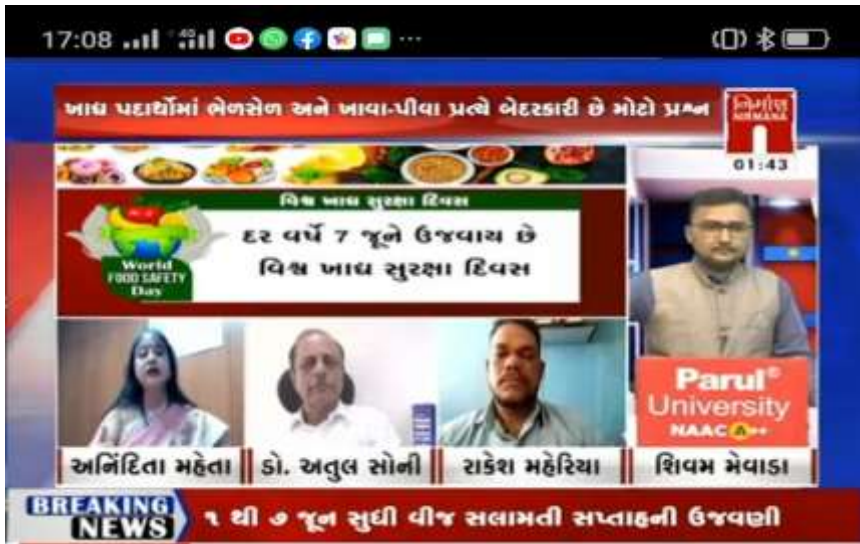 17:08
4G
ખાદ્ય પદાર્થોમાં ભેળસેળ અને ખાવા-પીવા પ્રત્યે બેદરકારી છે મોટો પ્રશ્ન
નિર્માણ
NIRMANA
01:43
વિશ્વ ખાદ્ય સુરક્ષા દિવસ
દર વર્ષે 7 જૂને ઉજવાય છે
વિશ્વ ખાદ્ય સુરક્ષા દિવસ
World
FOOD SAFETY
Day
Parul®
University
NAAC A++
અનિંદિતા મહેતા
ડો. અતુલ સોની
રાકેશ મહેરિયા
શિવમ મેવાડા
BREAKING
NEWS
૧ થી ૭ જૂન સુધી વીજ સલામતી સપ્તાહની ઉજવણી